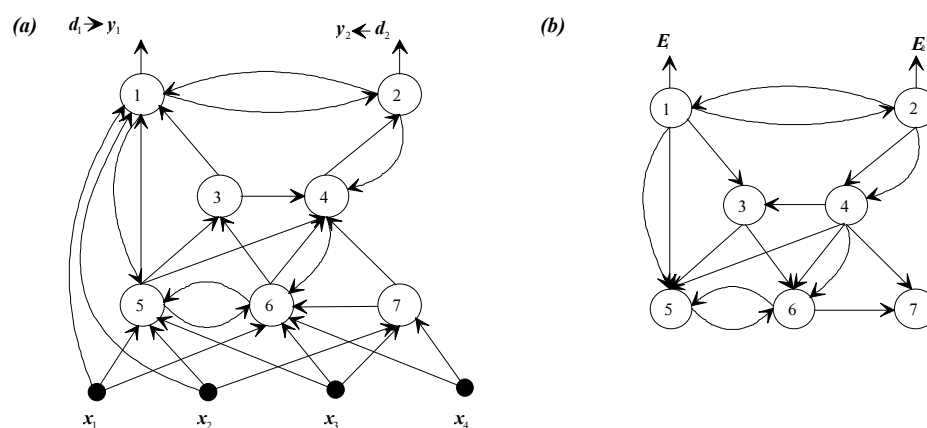 (a) d₁ y₁ y₂ d₂ (b)
E E₂
1 2 1 2
3 4 3 4
5 6 7 5 6 7
x₁ x₂ x₃ x₄